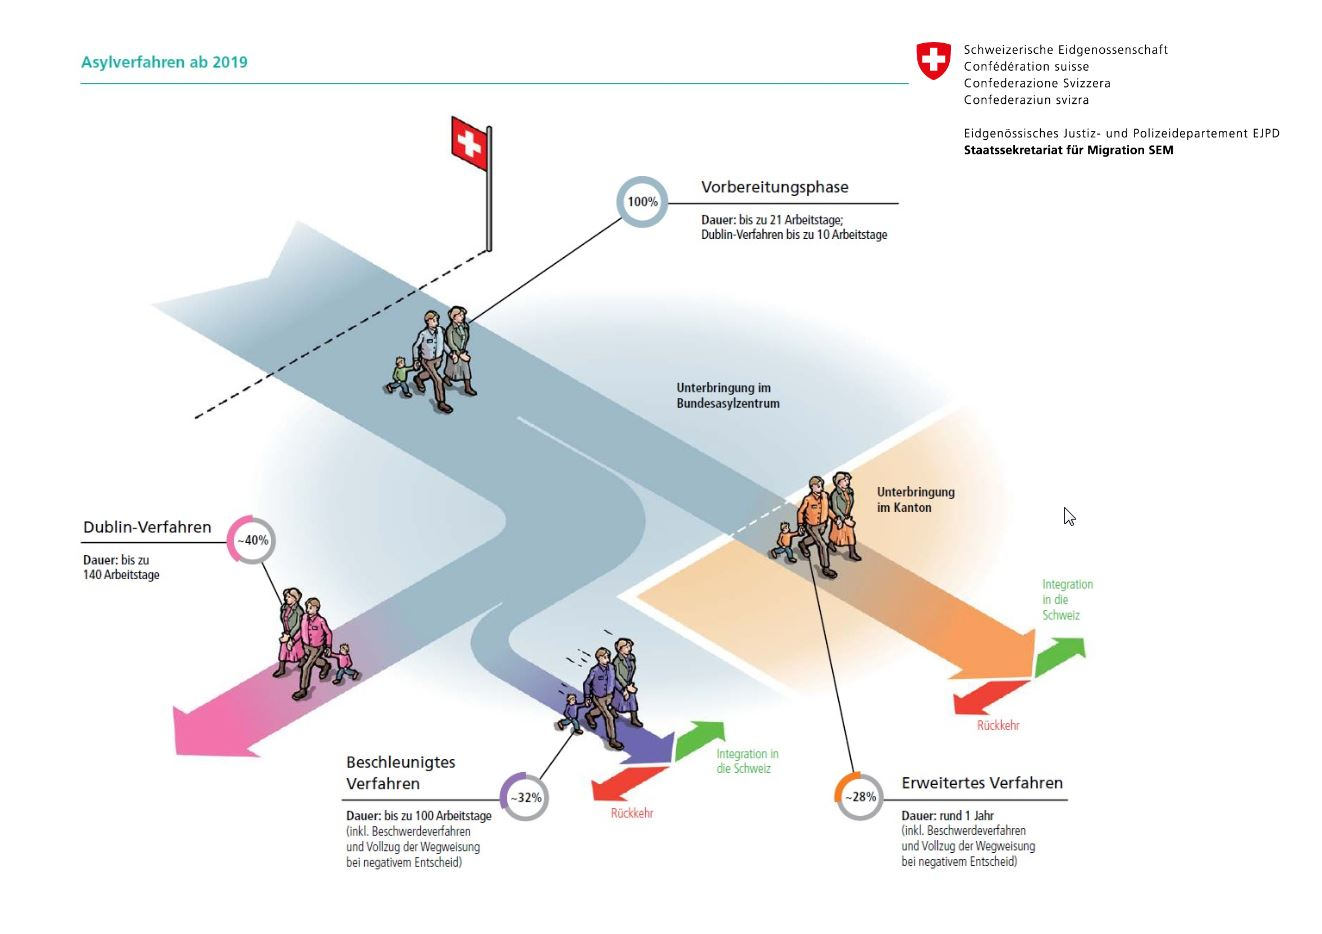 Asylverfahren ab 2019
Schweizerische Eidgenossenschaft
Confédération suisse
Confederazione Svizzera
Confederaziun svizra
Eidgenössisches Justiz- und Polizeidepartement EJPD
Staatssekretariat für Migration SEM
100%
Vorbereitungsphase
Dauer: bis zu 21 Arbeitstage;
Dublin-Verfahren bis zu 10 Arbeitstage
Unterbringung im
Bundesasylzentrum
Unterbringung
im Kanton
Dublin-Verfahren
~40%
Dauer: bis zu
140 Arbeitstage
Integration
in die
Schweiz
Rückkehr
Integration in
die Schweiz
Rückkehr
Beschleunigtes
Verfahren
~32%
Dauer: bis zu 100 Arbeitstage
(inkl. Beschwerdeverfahren
und Vollzug der Wegweisung
bei negativem Entscheid)
~28%
Erweitertes Verfahren
Dauer: rund 1 Jahr
(inkl. Beschwerdeverfahren
und Vollzug der Wegweisung
bei negativem Entscheid)